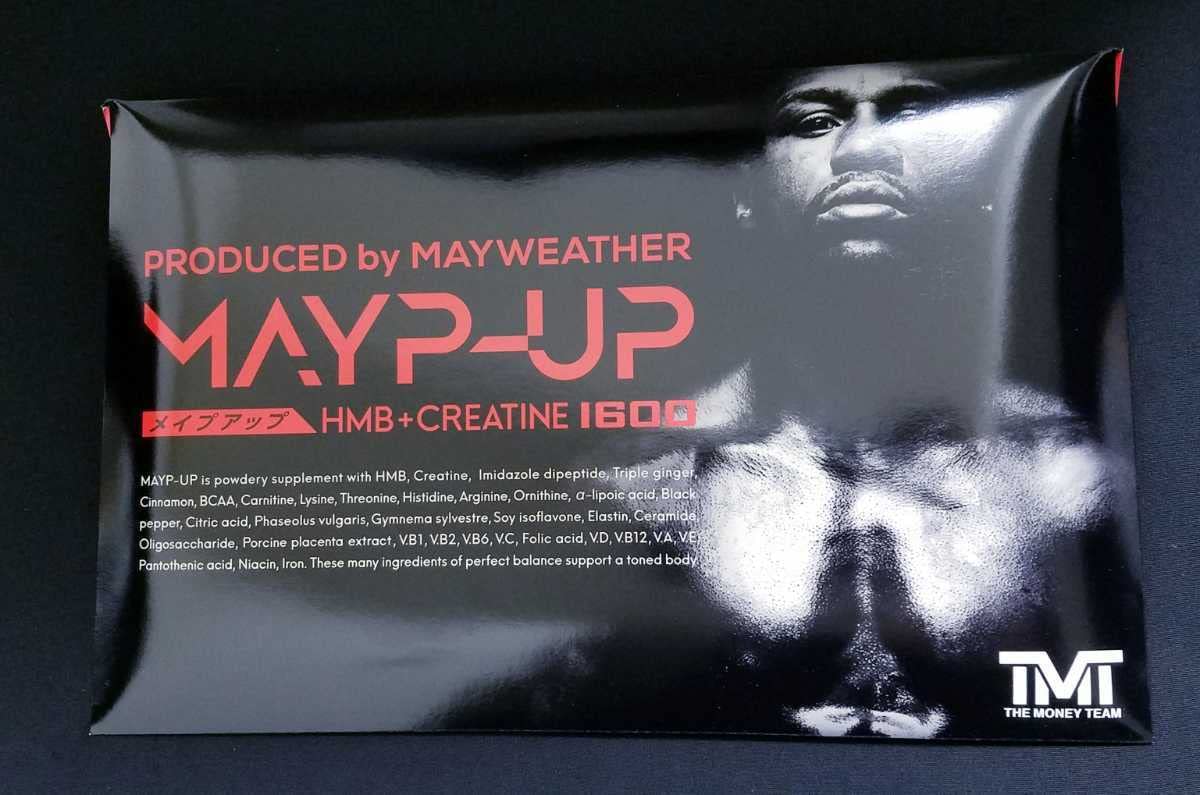 PRODUCED by MAYWEATHER
MAYP-UP
メイプアップ HMB+CREATINE 1600
MAYP-UP is powdery supplement with HMB, Creatine, Imidazole dipeptide, Triple ginger,
Cinnamon, BCAA, Carnitine, Lysine, Threonine, Histidine, Arginine, Ornithine, α-lipoic acid, Black
pepper, Citric acid, Phaseolus vulgaris, Gymnema sylvestre, Soy isoflavone, Elastin, Ceramide,
Oligosaccharide, Porcine placenta extract, V.B1, V.B2, V.B6, V.C, Folic acid, V.D, V.B12, V.A, V.E,
Pantothenic acid, Niacin, Iron. These many ingredients of perfect balance support a toned body.
TMT
THE MONEY TEAM